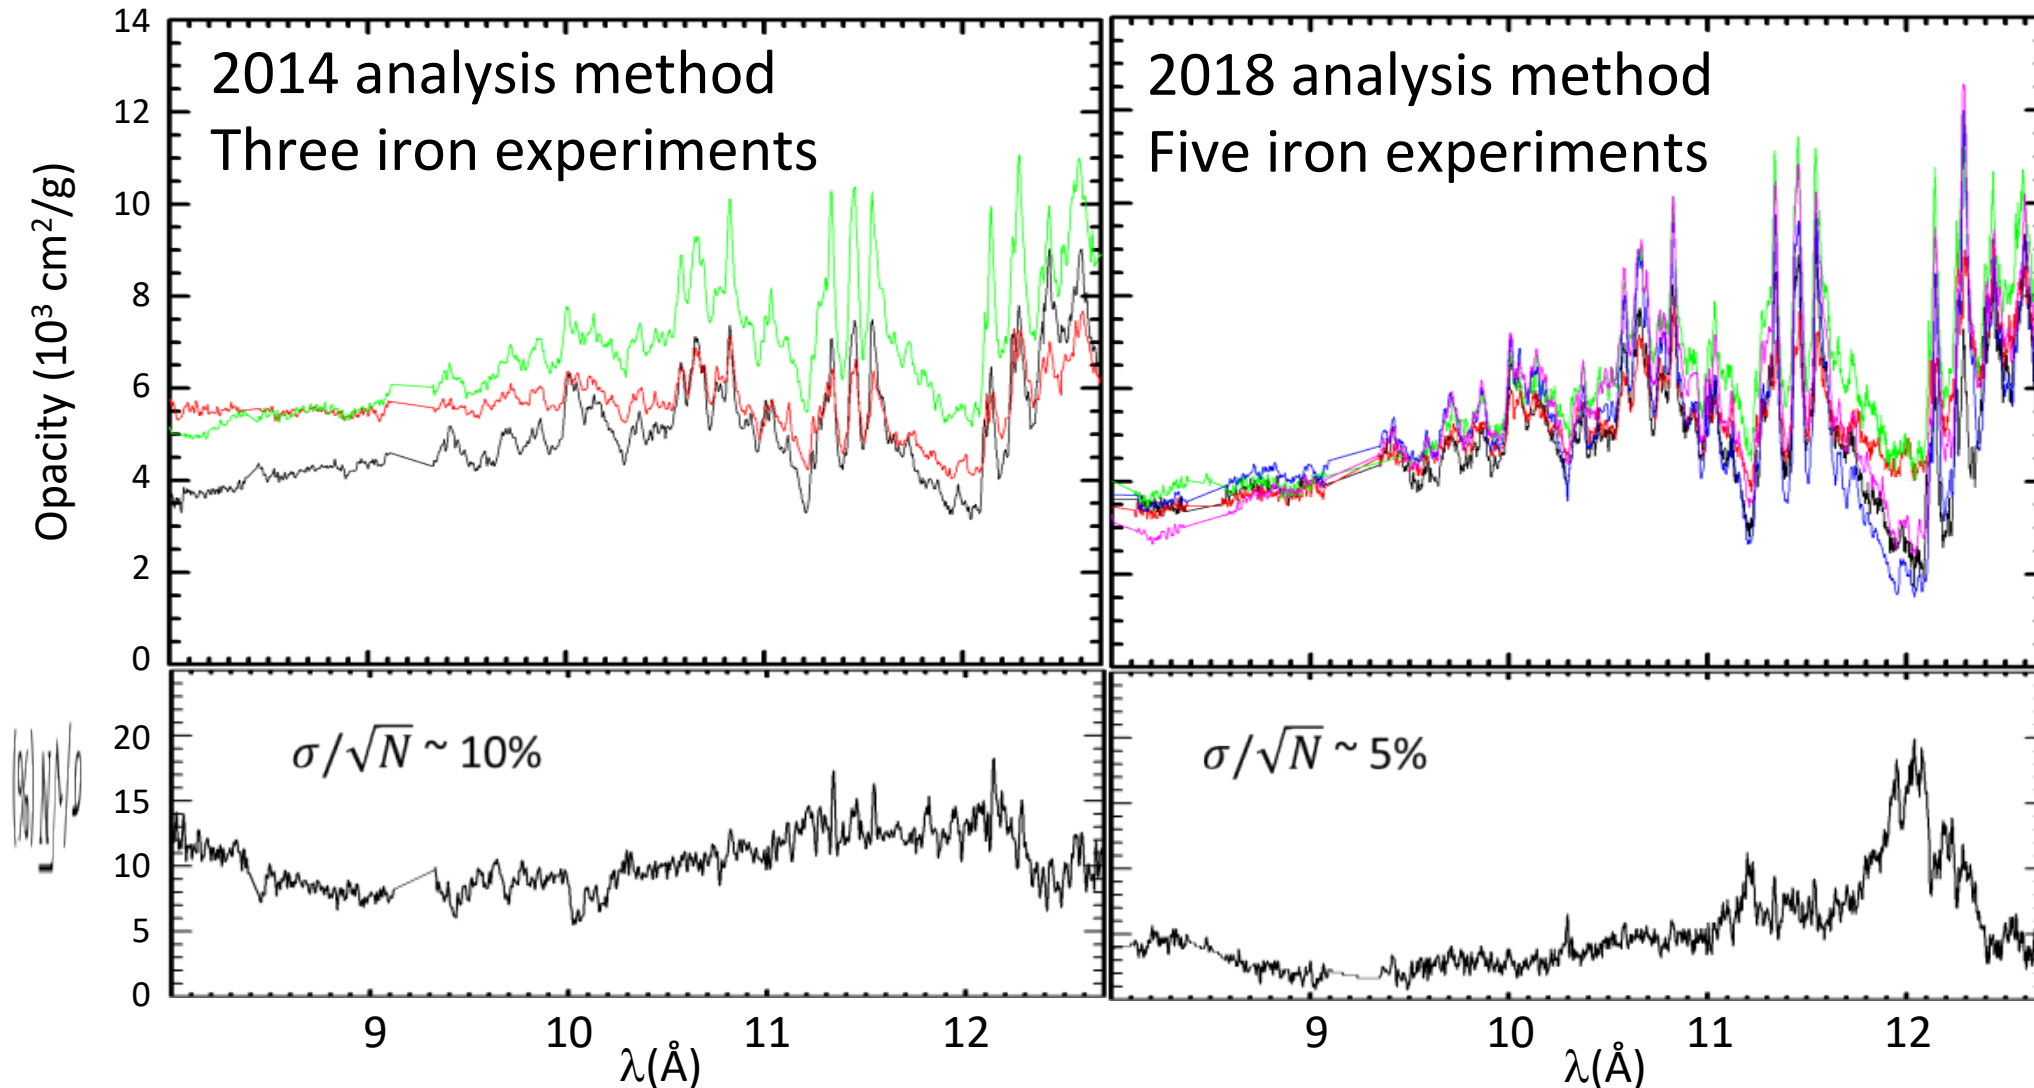 2014 analysis method
Three iron experiments
2018 analysis method
Five iron experiments
Opacity (10³ cm²/g)
14
12
10
8
6
4
2
0
σ/√N ~ 10%
σ/√N ~ 5%
σ/√N (%)
20
15
10
5
0
9 10 11 12
λ(Å)
9 10 11 12
λ(Å)